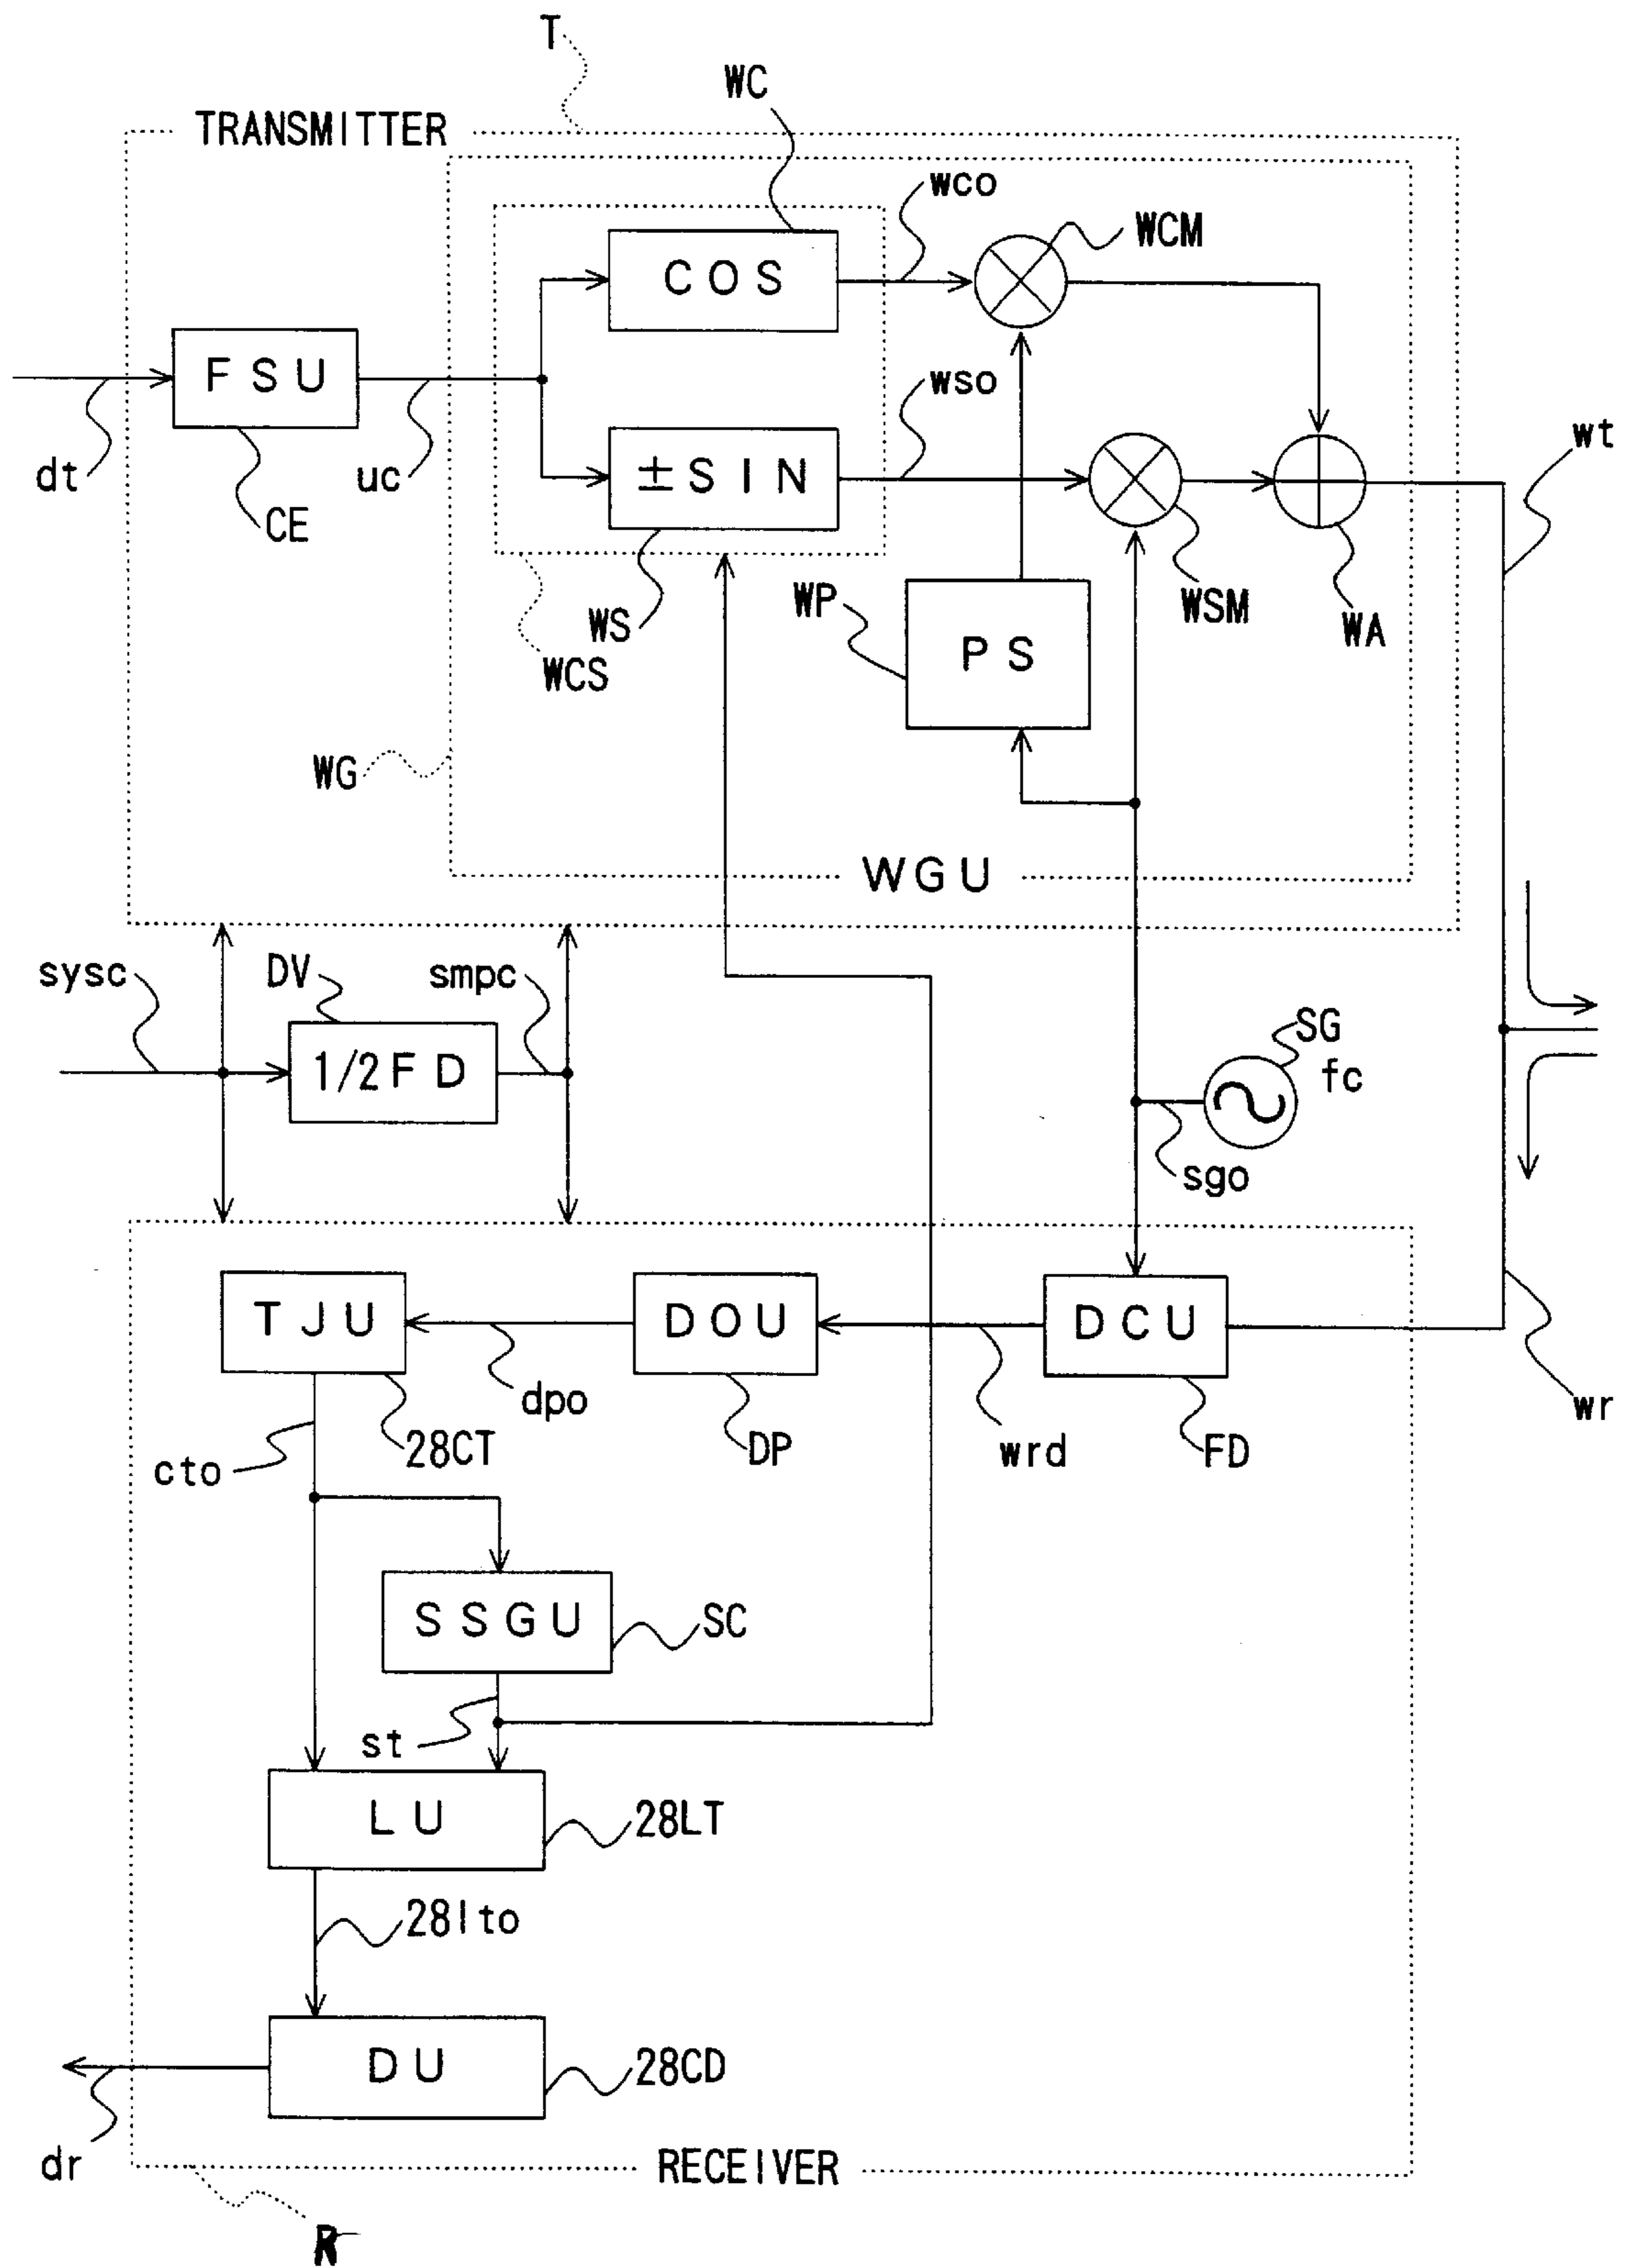 T
WC
TRANSMITTER
wco
WCM
COS
FSU
wso
wt
±SIN
dt
uc
CE
WP
WS
WSM
WA
PS
WCS
WG
WGU
sysc
DV
smpc
SG
1/2FD
fc
sgo
TJU
DOU
DCU
dpo
wr
28CT
DP
wrd
FD
cto
SSGU
SC
st
LU
28LT
28lto
DU
28CD
dr
RECEIVER
R